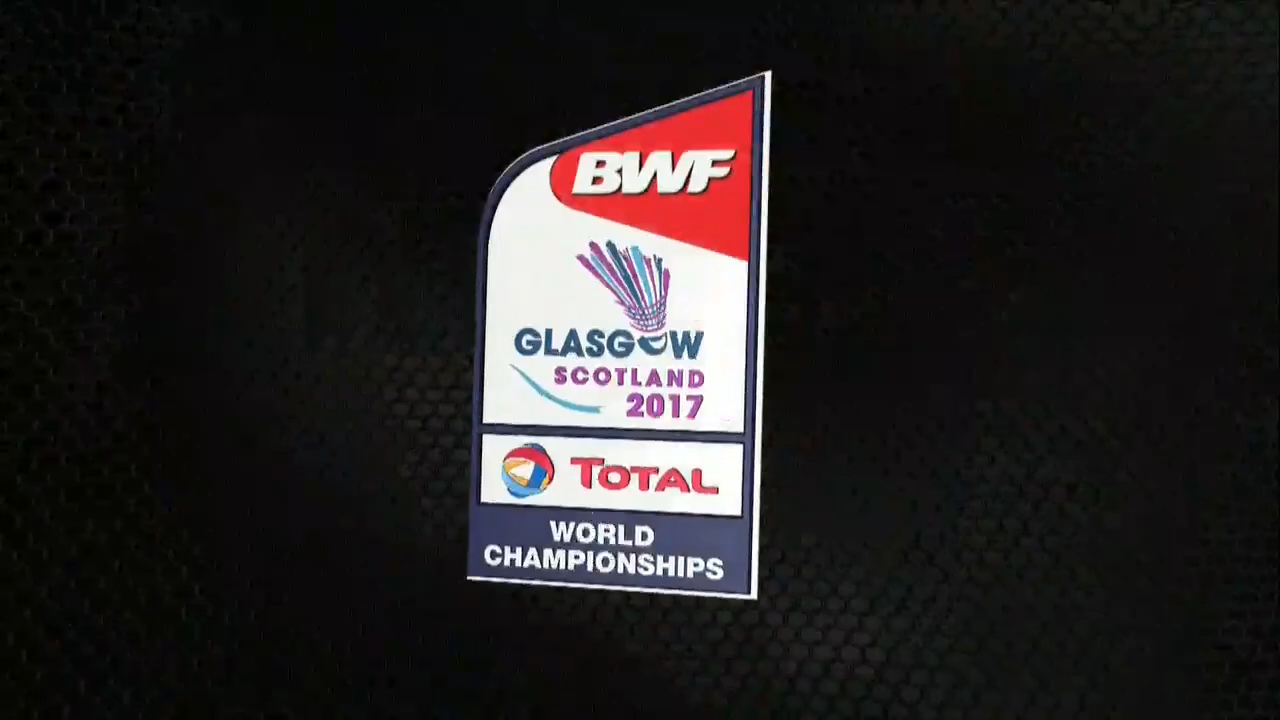 BWF
GLASGOW
SCOTLAND
2017
TOTAL
WORLD
CHAMPIONSHIPS